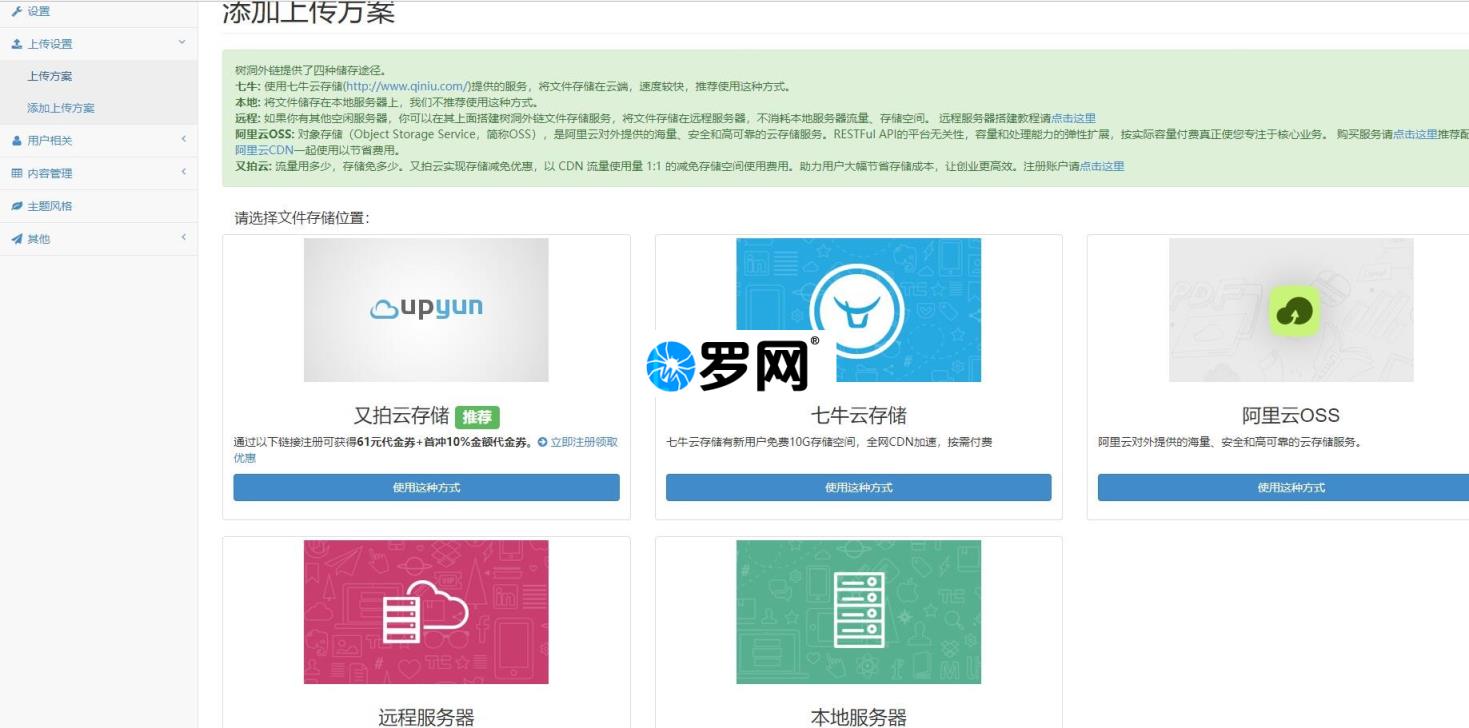 设置
添加上传方案
上传设置
上传方案
添加上传方案
用户相关
内容管理
主题风格
其他
树洞外链提供了四种储存途径。
七牛: 使用七牛云存储(http://www.qiniu.com/)提供的服务，将文件存储在云端，速度较快，推荐使用这种方式。
本地: 将文件储存在本地服务器上，我们不推荐使用这种方式。
远程: 如果你有其他空闲服务器，你可以在其上面搭建树洞外链文件存储服务，将文件存储在远程服务器，不消耗本地服务器流量、存储空间。 远程服务器搭建教程请点击这里
阿里云OSS: 对象存储（Object Storage Service，简称OSS），是阿里云对外提供的海量、安全和高可靠的云存储服务。RESTFul API的平台无关性，容量和处理能力的弹性扩展，按实际容量付费真正使您专注于核心业务。 购买服务请点击这里推荐配
阿里云CDN一起使用以节省费用。
又拍云: 流量用多少，存储免多少。又拍云实现存储减免优惠，以 CDN 流量使用量 1:1 的减免存储空间使用费用。助力用户大幅节省存储成本，让创业更高效。注册账户请点击这里
请选择文件存储位置：
upyun
罗网®
又拍云存储 推荐
通过以下链接注册可获得61元代金券+首冲10%金额代金券。 立即注册领取
优惠
使用这种方式
七牛云存储
七牛云存储有新用户免费10G存储空间，全网CDN加速，按需付费
使用这种方式
阿里云OSS
阿里云对外提供的海量、安全和高可靠的云存储服务。
使用这种方式
远程服务器
本地服务器